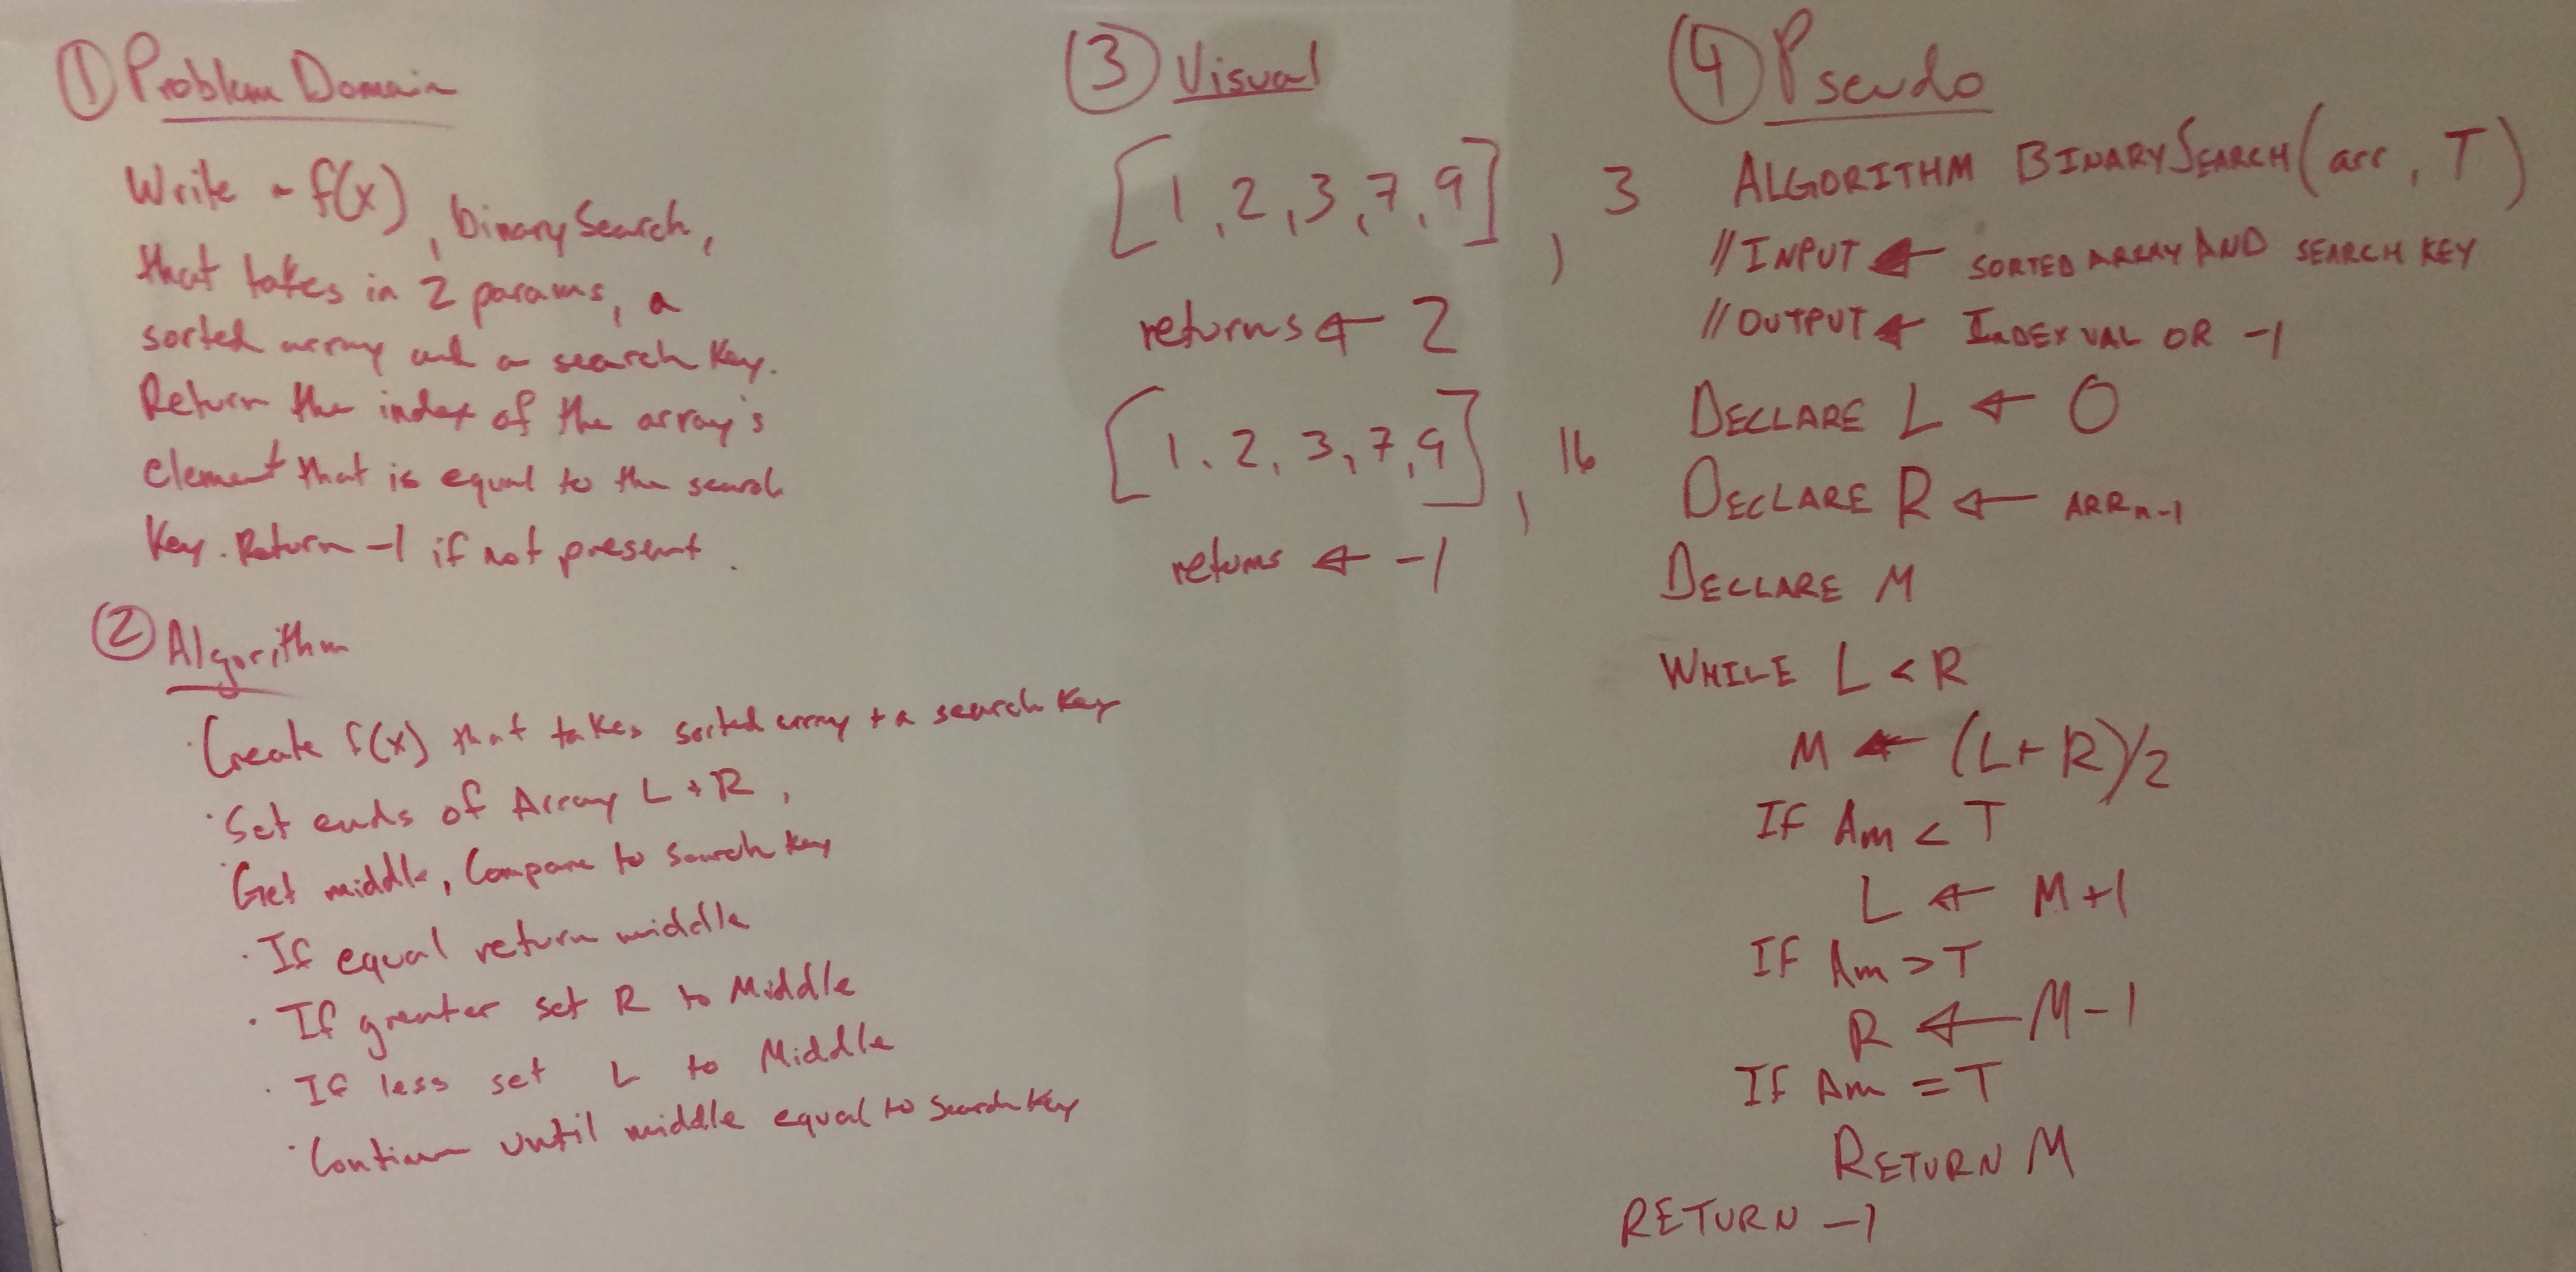 ① Problem Domain
Write a f(x), binarySearch,
that takes in 2 params, a
sorted array and a search key.
Return the index of the array's
element that is equal to the search
key. Return -1 if not present.
② Algorithm
· Create f(x) that takes sorted array + a search key
· Set ends of Array L + R,
· Get middle, Compare to search key
· If equal return middle
· If greater set R to Middle
· If less set L to Middle
· Continue until middle equal to search key
③ Visual
[1, 2, 3, 7, 9], 3
returns ← 2
[1, 2, 3, 7, 9], 16
returns ← -1
④ Pseudo
ALGORITHM BINARYSEARCH(arr, T)
// INPUT ← SORTED ARRAY AND SEARCH KEY
// OUTPUT ← INDEX VAL OR -1
DECLARE L ← 0
DECLARE R ← ARRn-1
DECLARE M
WHILE L < R
M ← (L+R)/2
IF Am < T
L ← M+1
IF Am > T
R ← M-1
IF Am = T
RETURN M
RETURN -1